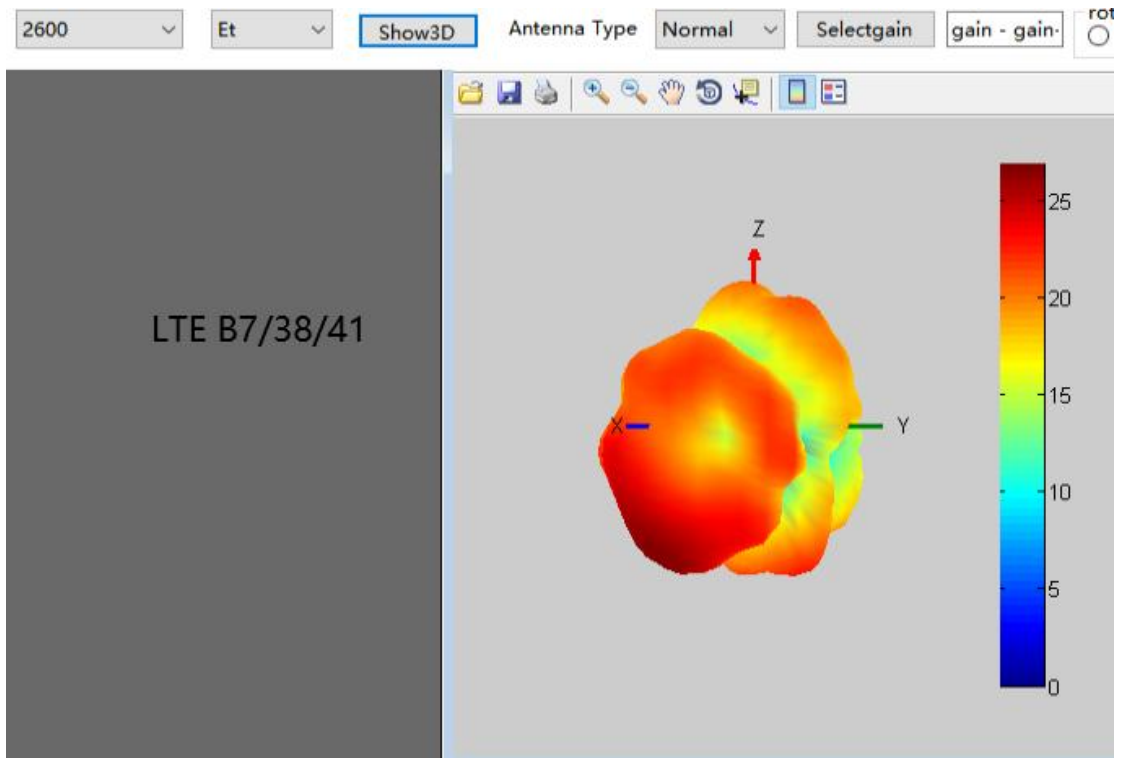 2600
Et
Show3D
Antenna Type
Normal
Selectgain
gain - gain-
rot
LTE B7/38/41
Z
X
Y
25
20
15
10
5
0